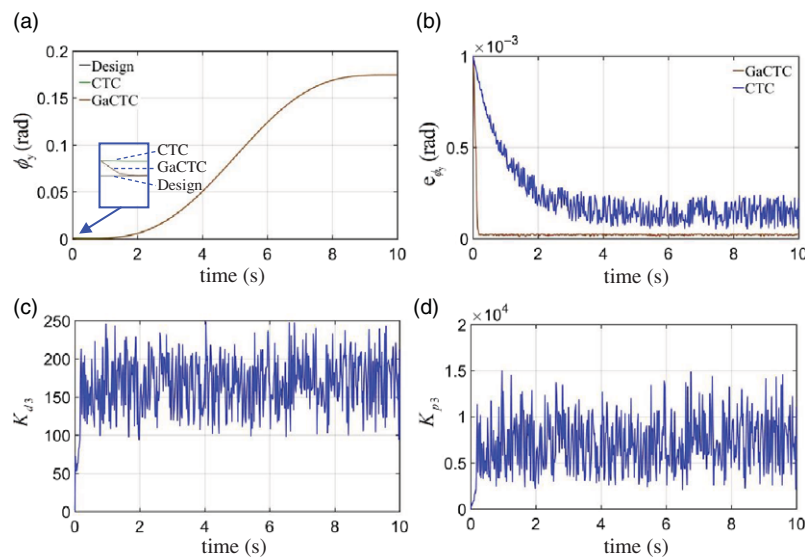 (a)
0.2
0.15
0.1
0.05
0
Design
CTC
GaCTC
CTC
GaCTC
Design
ϕy (rad)
0 2 4 6 8 10
time (s)
(b)
× 10⁻³
1
0.5
0
GaCTC
CTC
eϕy (rad)
0 2 4 6 8 10
time (s)
(c)
250
200
150
100
50
0
Kd3
0 2 4 6 8 10
time (s)
(d)
× 10⁴
2
1.5
1
0.5
0
Kp3
0 2 4 6 8 10
time (s)